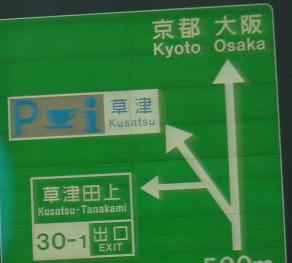 京都 大阪
Kyoto Osaka
P i 草津
Kusatsu
草津田上
Kusatsu-Tanakami
30-1 出口
EXIT
500m